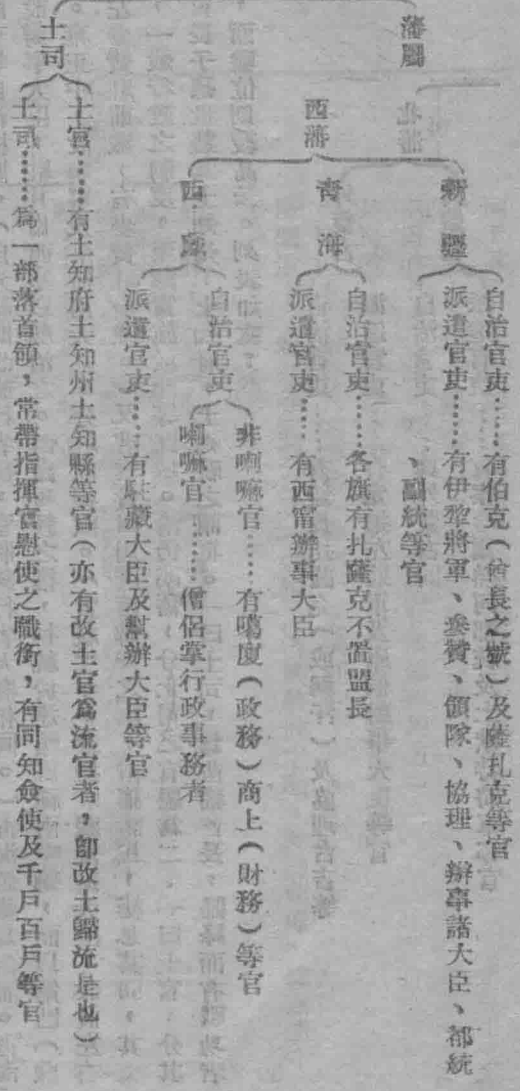 藩屬
北藩
西藩
新疆
自治官吏……有伯克(酋長之號)及薩扎克等官
派遣官吏……有伊犂將軍、參贊、領隊、協理、辦事諸大臣、都統
、副統等官
青海
自治官吏……各旗有扎薩克不置盟長
派遣官吏……有西甯辦事大臣
西藏
自治官吏
非喇嘛官……有噶廈(政務)商上(財務)等官
喇嘛官……僧侶掌行政事務者
派遣官吏……有駐藏大臣及幫辦大臣等官
土司
土官……有土知府土知州土知縣等官(亦有改土官爲流官者,卽改土歸流是也)
土司……爲一部落首領,常帶指揮宣慰使之職銜,有同知僉使及千戶百戶等官